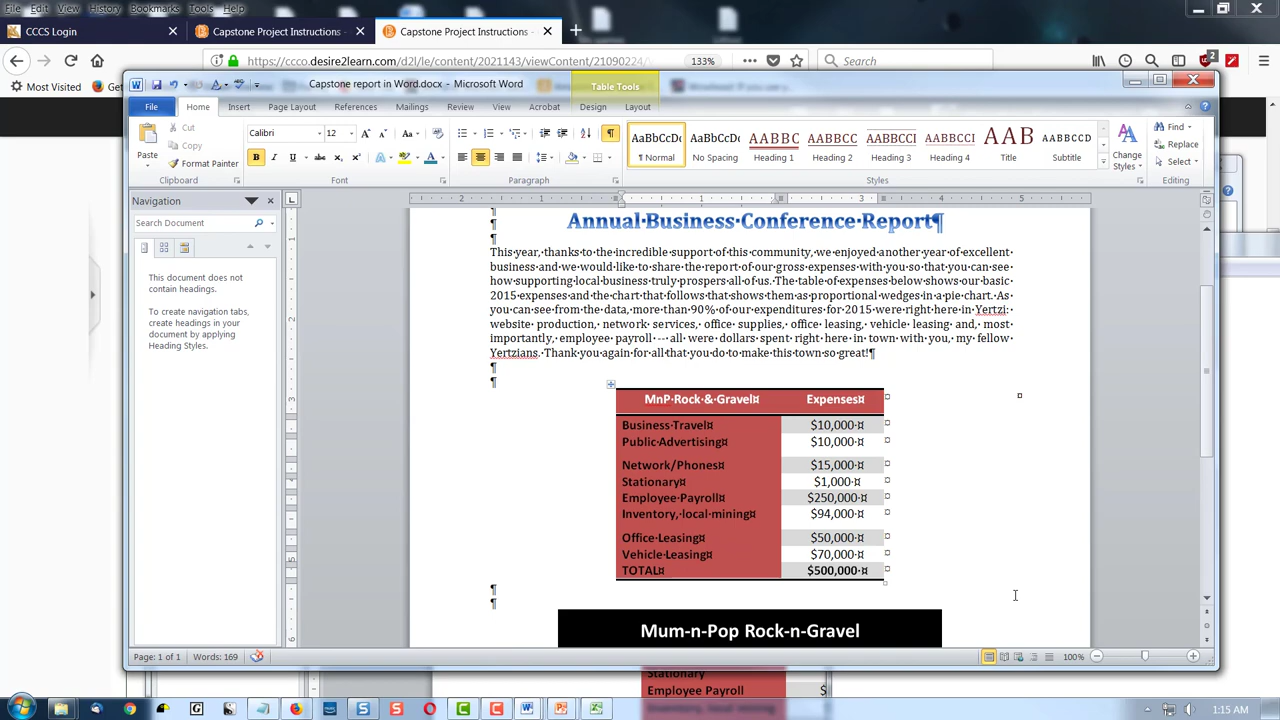 File Edit View History Bookmarks Tools Help
CCCS Login
Capstone Project Instructions -
Capstone Project Instructions -
https://ccco.desire2learn.com/d2l/le/content/2021143/viewContent/21090224/
133%
Search
Most Visited
2
Capstone report in Word.docx - Microsoft Word
Table Tools
File Home Insert Page Layout References Mailings Review View Acrobat Design Layout
Paste
Cut
Copy
Format Painter
Clipboard
Calibri 12
Font
Paragraph
AaBbCcDc ¶ Normal
AaBbCcDc No Spacing
AABBC Heading 1
AABBCC Heading 2
AABBCCI Heading 3
AABBCCI Heading 4
AAB Title
AABBCCD Subtitle
Change Styles
Styles
Find
Replace
Select
Editing
Navigation
Search Document
This document does not
contain headings.
To create navigation tabs,
create headings in your
document by applying
Heading Styles.
Annual·Business·Conference·Report¶
This·year,·thanks·to·the·incredible·support·of·this·community,·we·enjoyed·another·year·of·excellent·
business·and·we·would·like·to·share·the·report·of·our·gross·expenses·with·you·so·that·you·can·see·
how·supporting·local·business·truly·prospers·all·of·us.·The·table·of·expenses·below·shows·our·basic·
2015·expenses·and·the·chart·that·follows·that·shows·them·as·proportional·wedges·in·a·pie·chart.·As·
you·can·see·from·the·data,·more·than·90%·of·our·expenditures·for·2015·were·right·here·in·Yertzi:·
website·production,·network·services,·office·supplies,·office·leasing,·vehicle·leasing·and,·most·
importantly,·employee·payroll·--·all·were·dollars·spent·right·here·in·town·with·you,·my·fellow·
Yertzians.·Thank·you·again·for·all·that·you·do·to·make·this·town·so·great!¶
MnP·Rock·&·Gravel¤ Expenses¤
Business·Travel¤ $10,000·¤
Public·Advertising¤ $10,000·¤
Network/Phones¤ $15,000·¤
Stationary¤ $1,000·¤
Employee·Payroll¤ $250,000·¤
Inventory,·local·mining¤ $94,000·¤
Office·Leasing¤ $50,000·¤
Vehicle·Leasing¤ $70,000·¤
TOTAL¤ $500,000·¤
Mum-n-Pop Rock-n-Gravel
Page: 1 of 1 Words: 169
100%
Stationary
Employee Payroll $
Inventory, local mining
1:15 AM